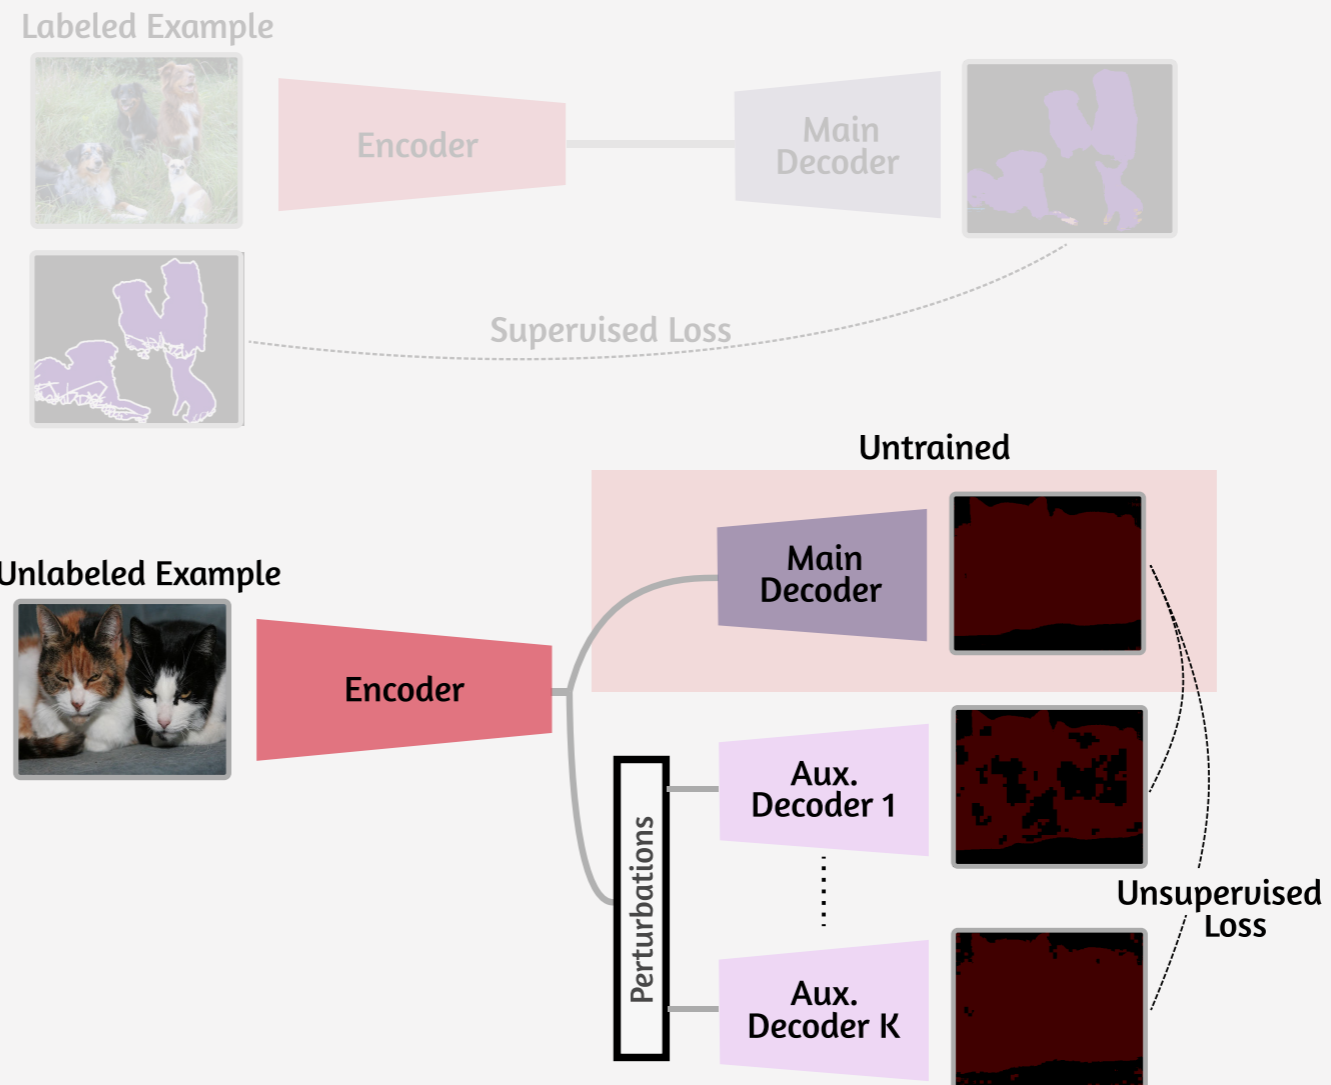 Labeled Example
Encoder
Main
Decoder
Supervised Loss
Untrained
Main
Decoder
Unlabeled Example
Encoder
Aux.
Decoder 1
Perturbations
Unsupervised
Loss
Aux.
Decoder K